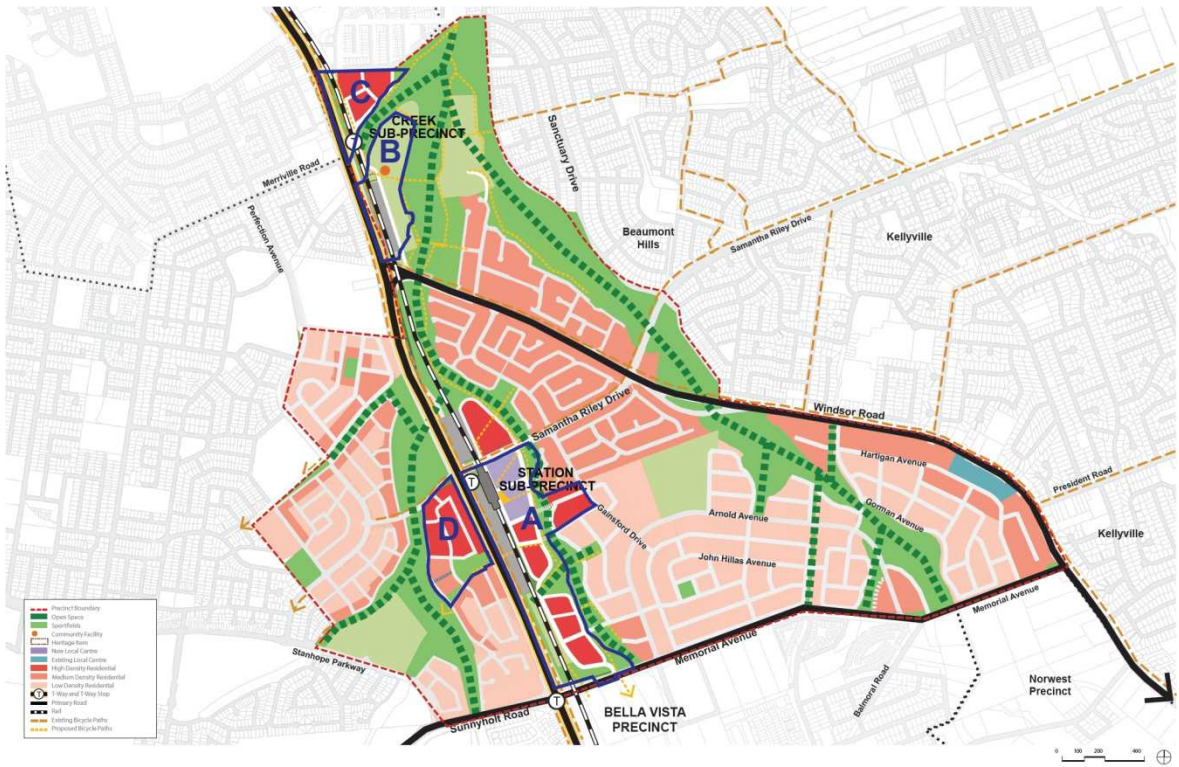 C
CREEK
SUB-PRECINCT
B
T
Merriville Road
Perfection Avenue
Sanctuary Drive
Beaumont
Hills
Samantha Riley Drive
Kellyville
Samantha Riley Drive
Windsor Road
Hartigan Avenue
President Road
Gorman Avenue
STATION
SUB-PRECINCT
T
A
D
Gainsford Drive
Arnold Avenue
John Hillas Avenue
Kellyville
Memorial Avenue
Memorial Avenue
Stanhope Parkway
Sunnyholt Road
T
BELLA VISTA
PRECINCT
Balmoral Road
Norwest
Precinct
Precinct Boundary
Open Space
Sportfields
Community Facility
Heritage Item
New Local Centre
Existing Local Centre
High Density Residential
Medium Density Residential
Low Density Residential
T T-Way and T-Way Stop
Primary Road
Rail
Existing Bicycle Paths
Proposed Bicycle Paths
0 100 200 400